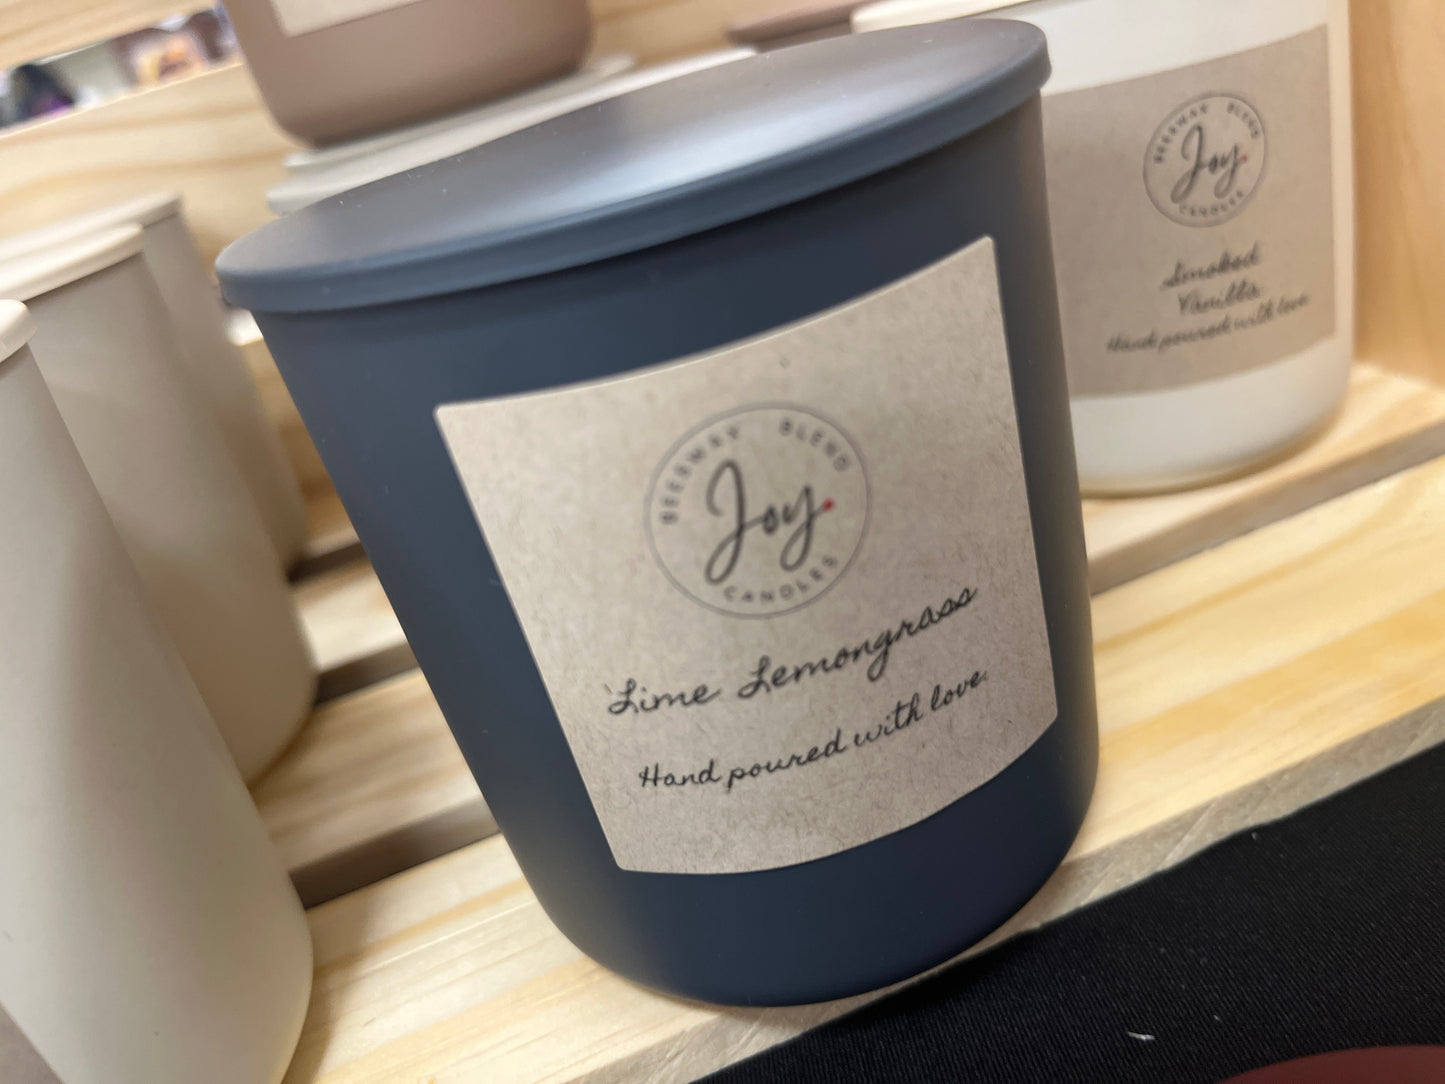 BEESWAX BLEND
Joy.
CANDLES
Lime Lemongrass
Hand poured with love.
BEESWAX BLEND
Joy.
CANDLES
Smoked
Vanilla
Hand poured with love